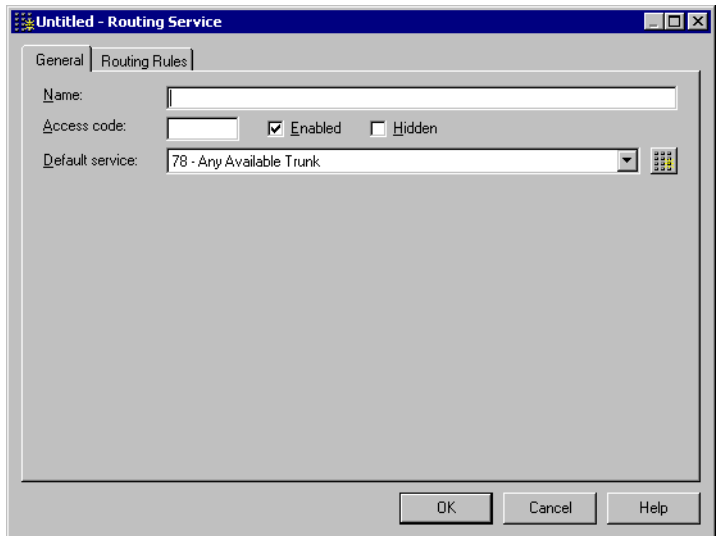 Untitled - Routing Service
General Routing Rules
Name:
Access code: Enabled Hidden
Default service: 78 - Any Available Trunk
OK Cancel Help